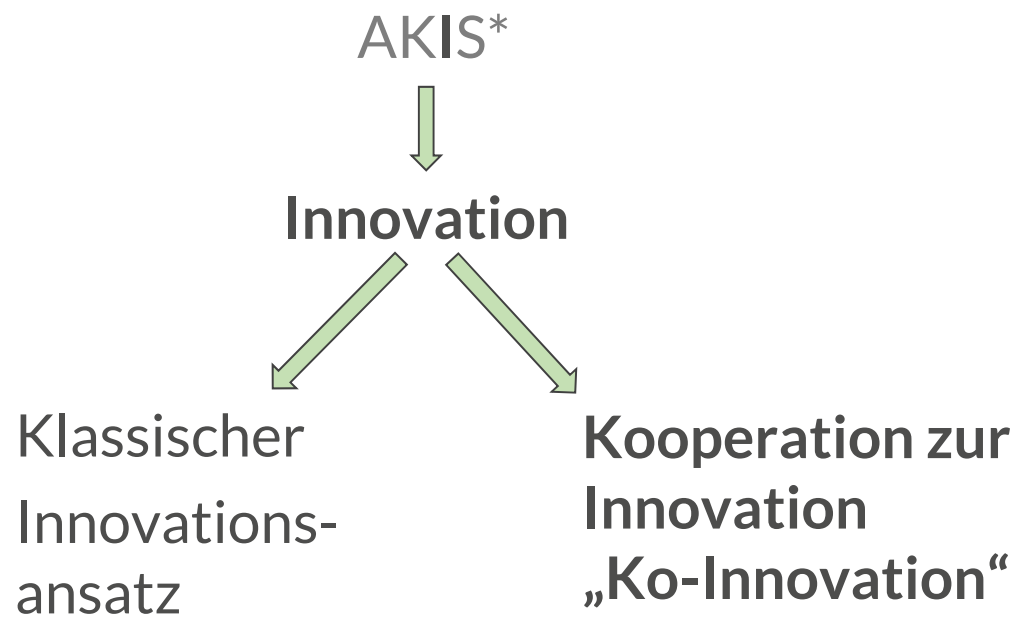 AKIS*
Innovation
Klassischer
Innovations-
ansatz
Kooperation zur
Innovation
„Ko-Innovation“